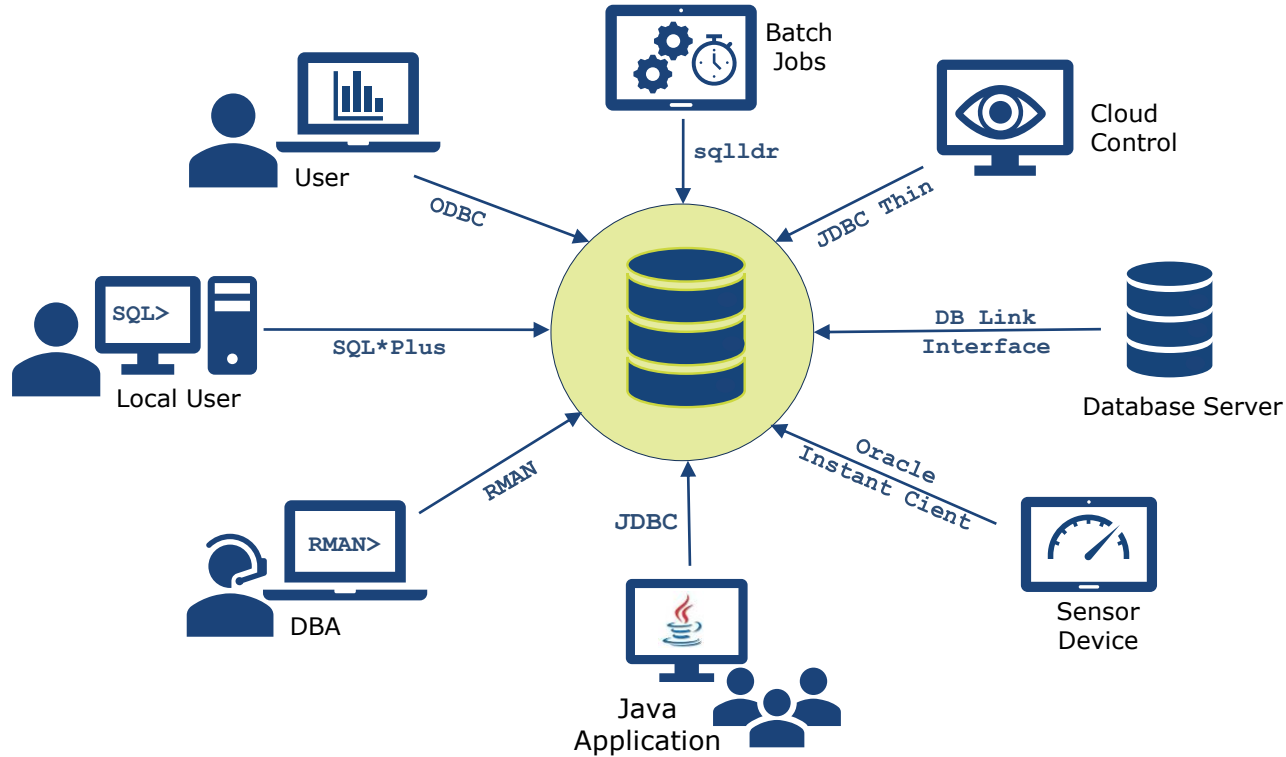 Batch
Jobs
Cloud
Control
User
sqlldr
ODBC
JDBC Thin
SQL>
SQL*Plus
Local User
DB Link
Interface
Database Server
RMAN
RMAN>
DBA
JDBC
Oracle
Instant Cient
Sensor
Device
Java
Application